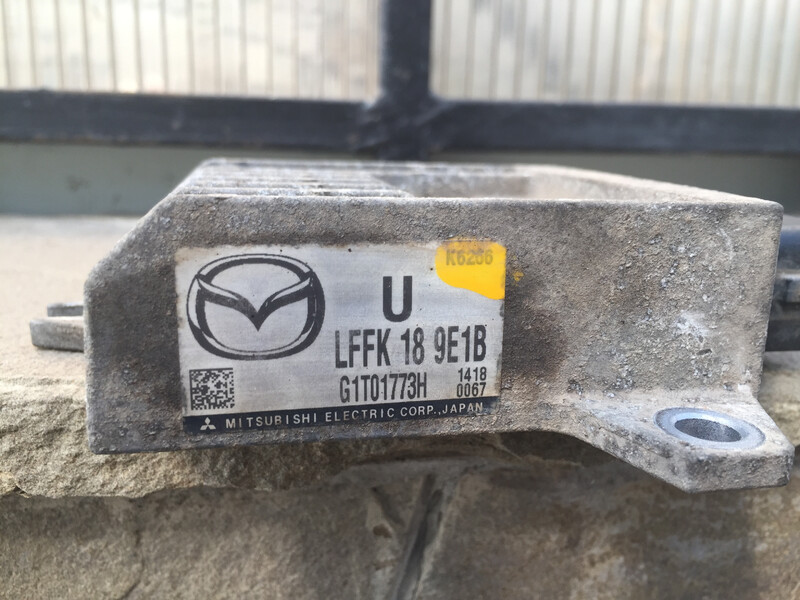 K6266
U
LFFK 18 9E1B
G1T01773H 1418
0067
MITSUBISHI ELECTRIC CORP., JAPAN